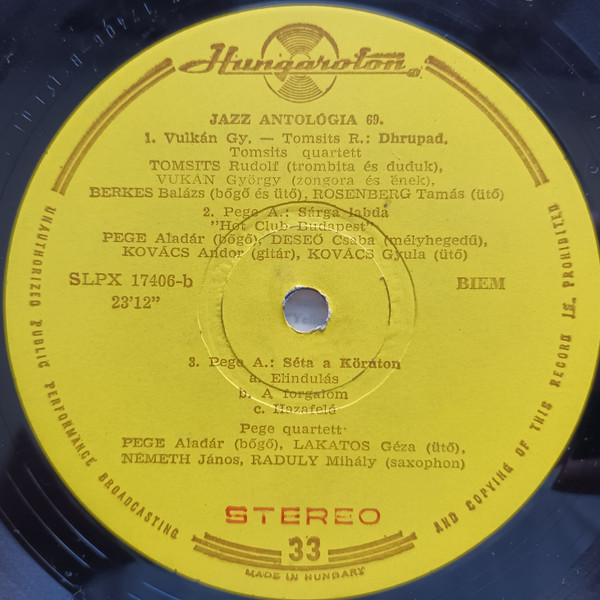 Hungaroton
JAZZ ANTOLÓGIA 69.
1. Vulkán Gy. — Tomsits R.: Dhrupad.
Tomsits quartett
TOMSITS Rudolf (trombita és duduk),
VUKÁN György (zongora és ének),
BERKES Balázs (bőgő és ütő), ROSENBERG Tamás (ütő)
2. Pege A.: Sárga labda
"Hot Club-Budapest"
PEGE Aladár (bőgő), DESEŐ Csaba (mélyhegedű),
KOVÁCS Andor (gitár), KOVÁCS Gyula (ütő)
SLPX 17406-b
23'12"
BIEM
3. Pege A.: Séta a Körúton
a. Elindulás
b. A forgalom
c. Hazafelé
Pege quartett
PEGE Aladár (bőgő), LAKATOS Géza (ütő),
NÉMETH János, RADULY Mihály (saxophon)
STEREO
33
MADE IN HUNGARY
UNAUTHORIZED PUBLIC PERFORMANCE BROADCASTING AND COPYING OF THIS RECORD IS PROHIBITED